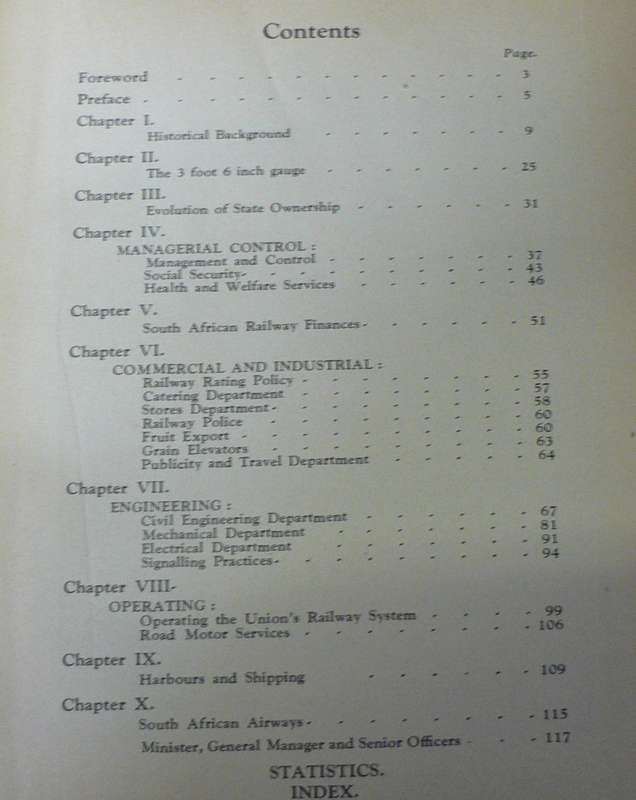 Contents
Page.
Foreword - - - - - - - - - - - - 3
Preface - - - - - - - - - - - - 5
Chapter I.
Historical Background - - - - - - - 9
Chapter II.
The 3 foot 6 inch gauge - - - - - - - 25
Chapter III.
Evolution of State Ownership - - - - - - 31
Chapter IV.
MANAGERIAL CONTROL :
Management and Control - - - - - - - 37
Social Security- - - - - - - - - - 43
Health and Welfare Services - - - - - - 46
Chapter V.
South African Railway Finances- - - - - - 51
Chapter VI.
COMMERCIAL AND INDUSTRIAL :
Railway Rating Policy - - - - - - - - 55
Catering Department - - - - - - - - 57
Stores Department- - - - - - - - - 58
Railway Police - - - - - - - - - 60
Fruit Export - - - - - - - - - - 60
Grain Elevators - - - - - - - - - 63
Publicity and Travel Department - - - - - - 64
Chapter VII.
ENGINEERING :
Civil Engineering Department - - - - - - 67
Mechanical Department - - - - - - - 81
Electrical Department - - - - - - - 91
Signalling Practices- - - - - - - - - 94
Chapter VIII-
OPERATING :
Operating the Union's Railway System - - - - 99
Road Motor Services - - - - - - - - 106
Chapter IX.
Harbours and Shipping - - - - - - 109
Chapter X.
South African Airways- - - - - - - - 115
Minister, General Manager and Senior Officers - - - 117
STATISTICS.
INDEX.